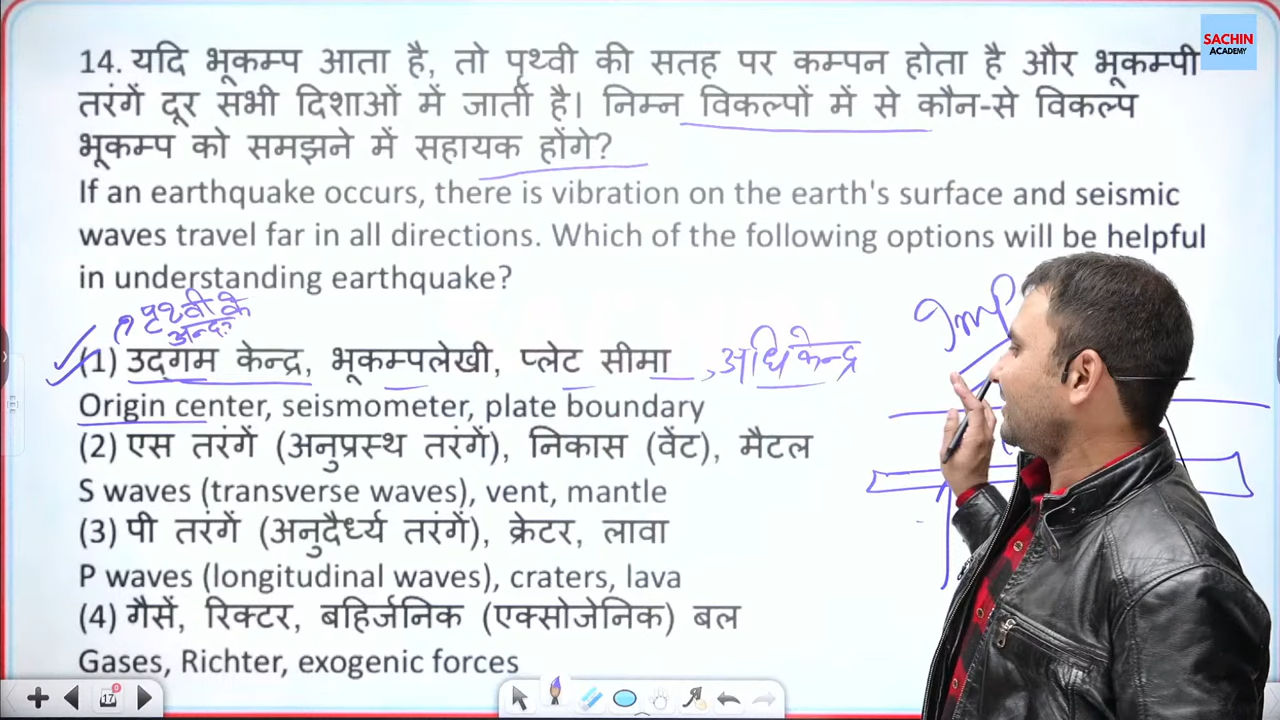 SACHIN
ACADEMY
14. यदि भूकम्प आता है, तो पृथ्वी की सतह पर कम्पन होता है और भूकम्पी
तरंगें दूर सभी दिशाओं में जाती है। निम्न विकल्पों में से कौन-से विकल्प
भूकम्प को समझने में सहायक होंगे?
If an earthquake occurs, there is vibration on the earth's surface and seismic
waves travel far in all directions. Which of the following options will be helpful
in understanding earthquake?
पृथ्वी के
Imp
(1) उद्गम केन्द्र, भूकम्पलेखी, प्लेट सीमा, अधिकेन्द्र
Origin center, seismometer, plate boundary
(2) एस तरंगें (अनुप्रस्थ तरंगें), निकास (वेंट), मैटल
S waves (transverse waves), vent, mantle
(3) पी तरंगें (अनुदैर्ध्य तरंगें), क्रेटर, लावा
P waves (longitudinal waves), craters, lava
(4) गैसें, रिक्टर, बहिर्जनिक (एक्सोजेनिक) बल
Gases, Richter, exogenic forces
17